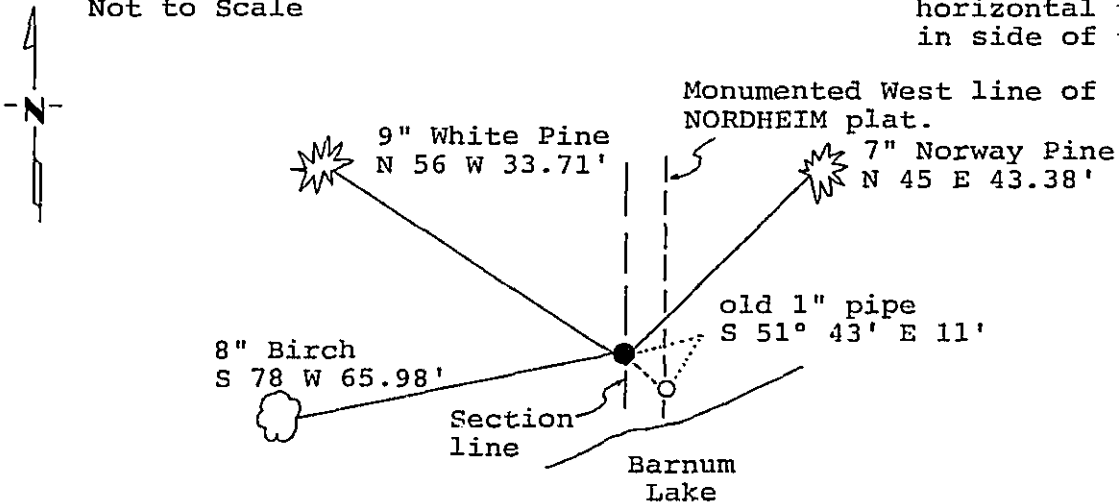 Not to Scale
horizontal
in side of
N
Monumented West line of
NORDHEIM plat.
9" White Pine
N 56 W 33.71'
7" Norway Pine
N 45 E 43.38'
old 1" pipe
S 51° 43' E 11'
8" Birch
S 78 W 65.98'
Section
line
Barnum
Lake